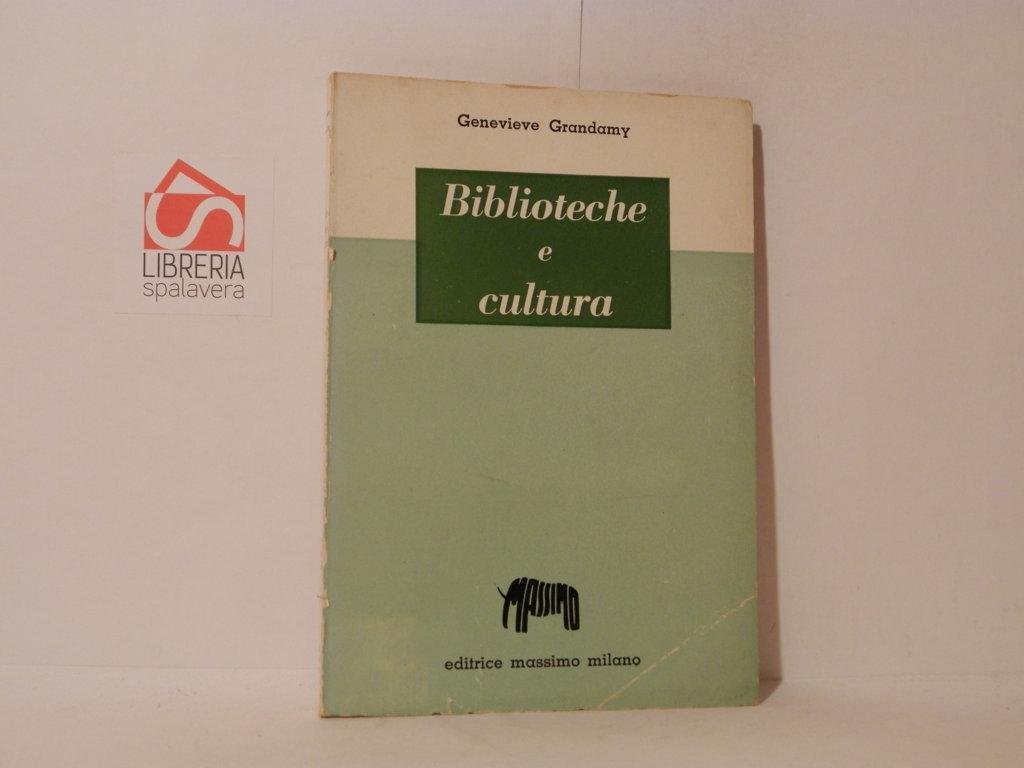 Genevieve Grandamy
Biblioteche
e
cultura
MASSIMO
editrice massimo milano
LIBRERIA
spalavera